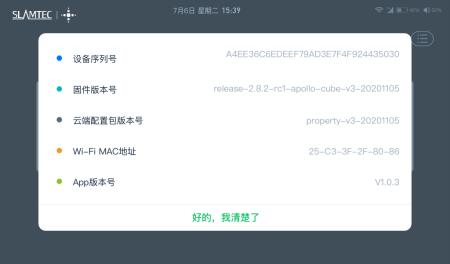 SLAMTEC
7月6日 星期二 15:39
设备序列号
A4EE36C6EDEEF79AD3E7F4F924435030
固件版本号
release-2.8.2-rc1-apollo-cube-v3-20201105
云端配置包版本号
property-v3-20201105
Wi-Fi MAC地址
25-C3-3F-2F-80-86
App版本号
V1.0.3
好的，我清楚了